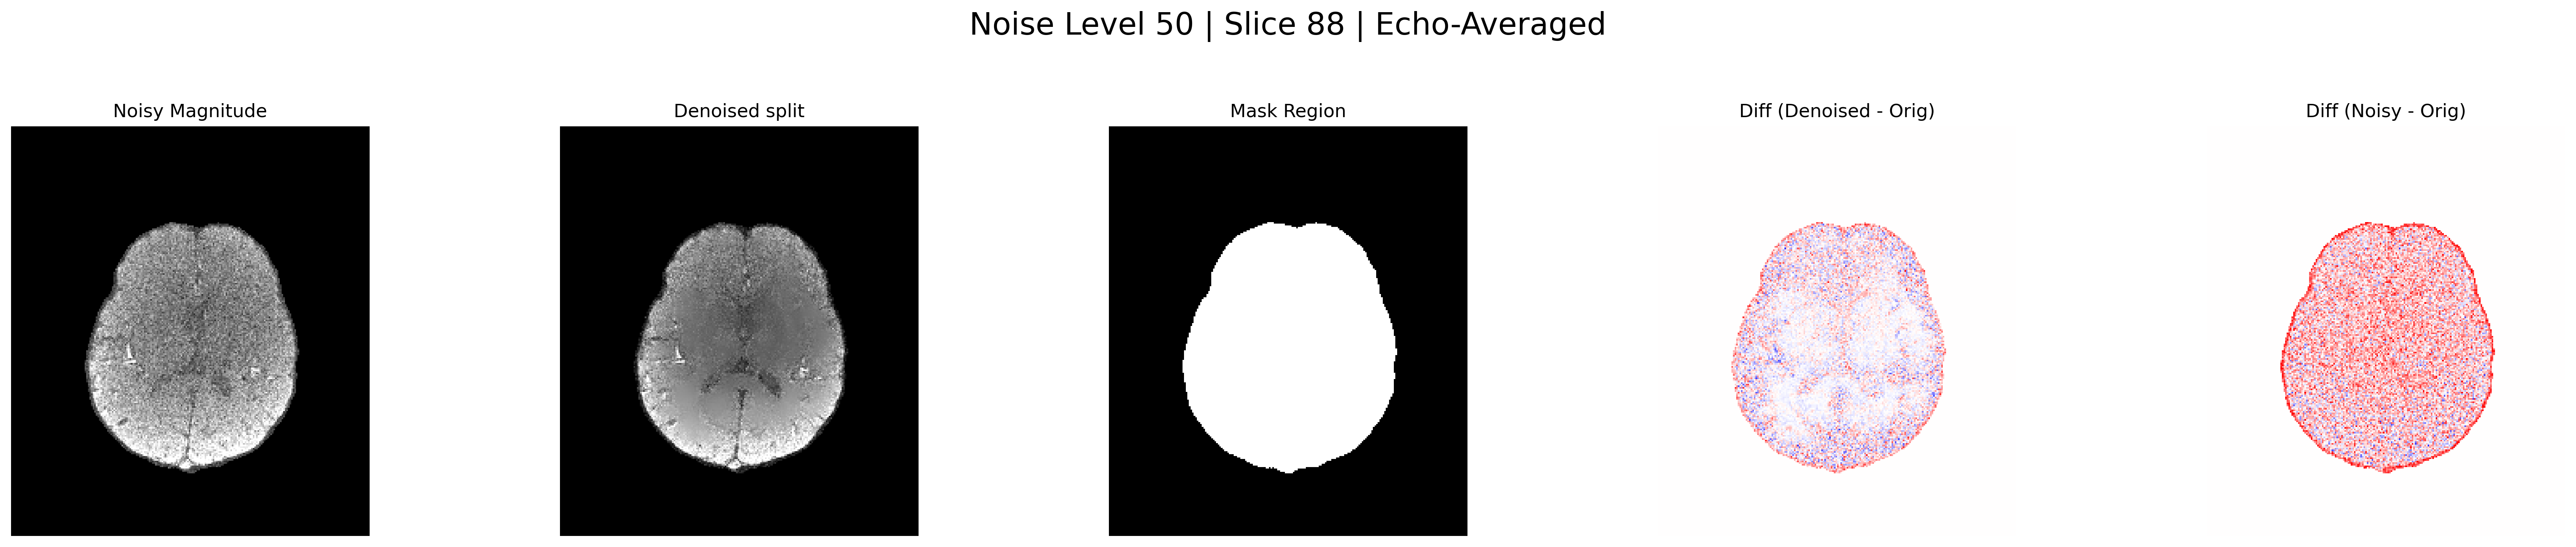 Noise Level 50 | Slice 88 | Echo-Averaged
Noisy Magnitude
Denoised split
Mask Region
Diff (Denoised - Orig)
Diff (Noisy - Orig)